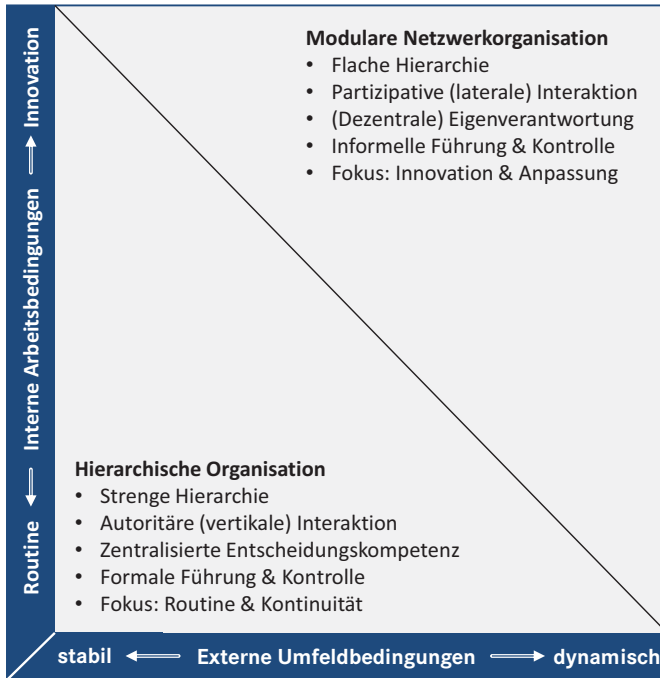 Modulare Netzwerkorganisation
• Flache Hierarchie
• Partizipative (laterale) Interaktion
• (Dezentrale) Eigenverantwortung
• Informelle Führung & Kontrolle
• Fokus: Innovation & Anpassung
Routine ← Interne Arbeitsbedingungen → Innovation
Hierarchische Organisation
• Strenge Hierarchie
• Autoritäre (vertikale) Interaktion
• Zentralisierte Entscheidungskompetenz
• Formale Führung & Kontrolle
• Fokus: Routine & Kontinuität
stabil ← Externe Umfeldbedingungen → dynamisch